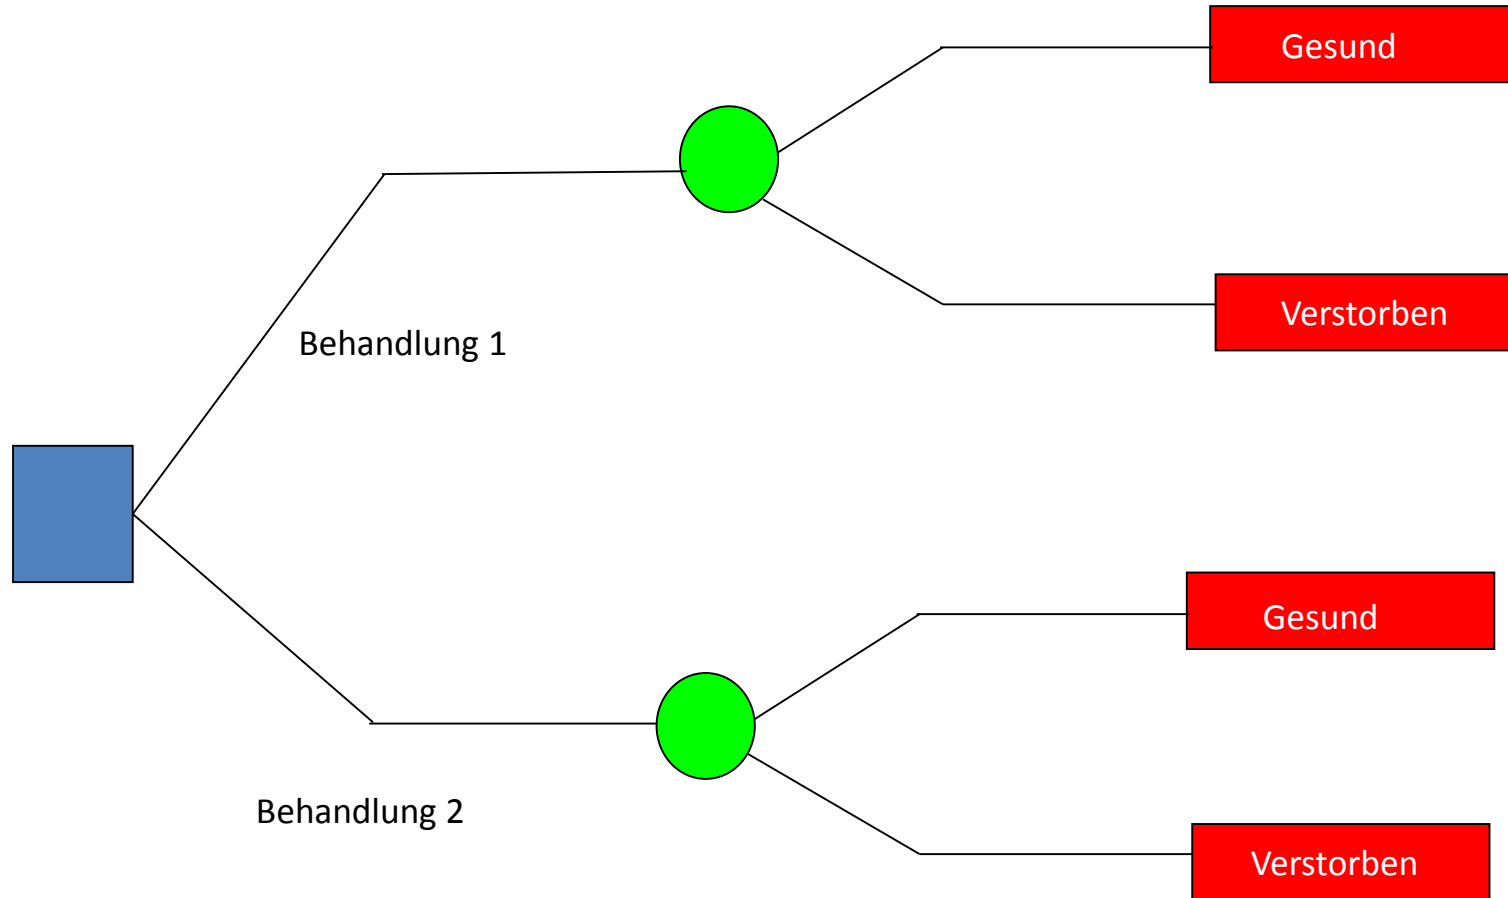 Gesund
Verstorben
Behandlung 1
Gesund
Behandlung 2
Verstorben